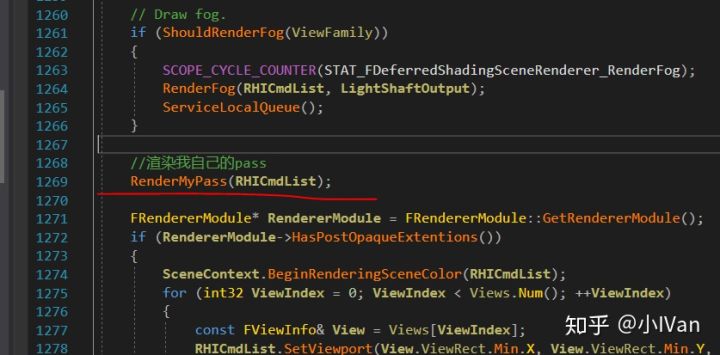 1260 // Draw fog.
1261 if (ShouldRenderFog(ViewFamily))
1262 {
1263 SCOPE_CYCLE_COUNTER(STAT_FDeferredShadingSceneRenderer_RenderFog);
1264 RenderFog(RHICmdList, LightShaftOutput);
1265 ServiceLocalQueue();
1266 }
1267
1268 //渲染我自己的pass
1269 RenderMyPass(RHICmdList);
1270
1271 FRendererModule* RendererModule = FRendererModule::GetRendererModule();
1272 if (RendererModule->HasPostOpaqueExtentions())
1273 {
1274 SceneContext.BeginRenderingSceneColor(RHICmdList);
1275 for (int32 ViewIndex = 0; ViewIndex < Views.Num(); ++ViewIndex)
1276 {
1277 const FViewInfo& View = Views[ViewIndex];
1278 RHICmdList.SetViewport(View.ViewRect.Min.X, View.ViewRect.Min.Y,
知乎 @小IVan